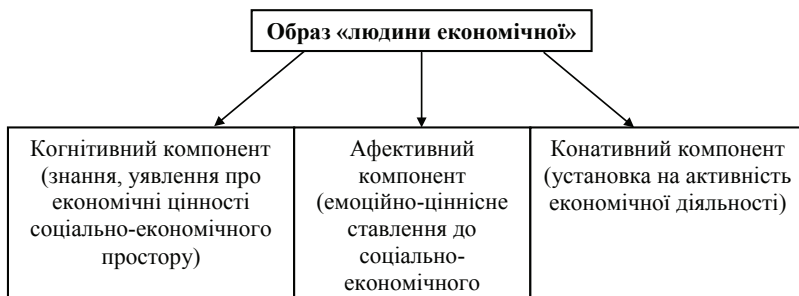 Образ «людини економічної»
Когнітивний компонент
(знання, уявлення про
економічні цінності
соціально-економічного
простору)
Афективний
компонент
(емоційно-ціннісне
ставлення до
соціально-
економічного
Конативний компонент
(установка на активність
економічної діяльності)